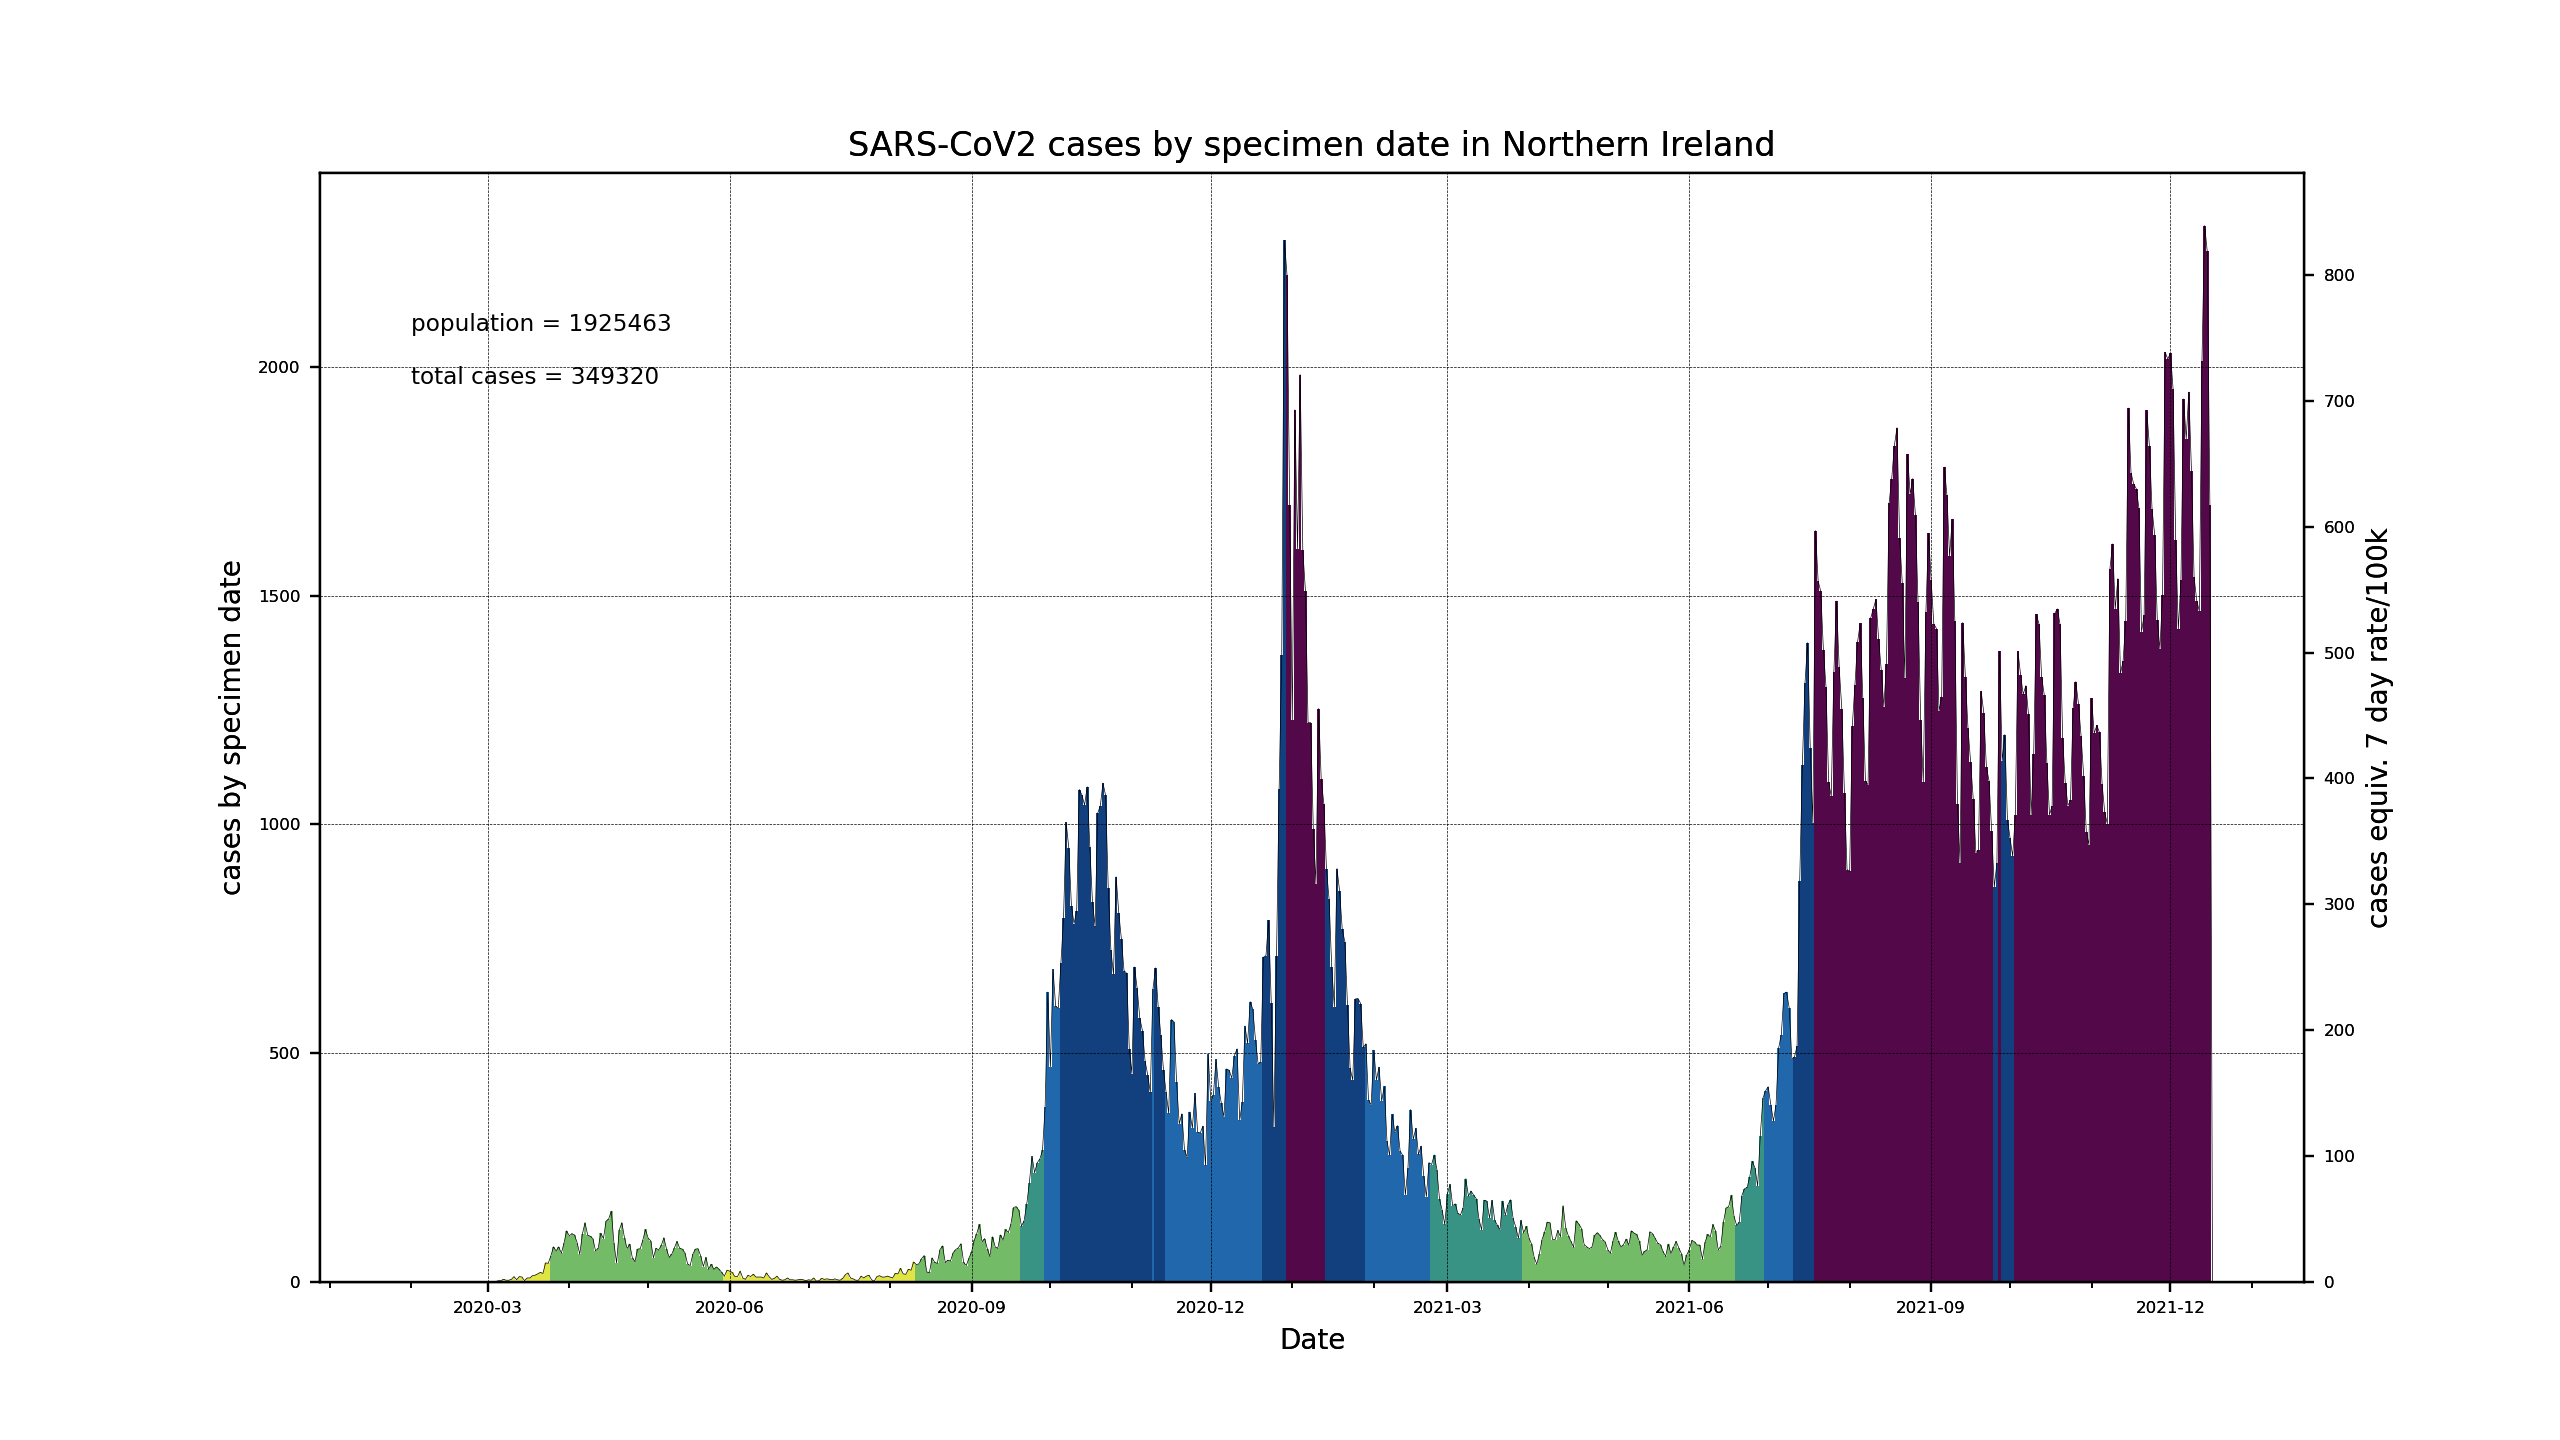 SARS-CoV2 cases by specimen date in Northern Ireland
population = 1925463
total cases = 349320
cases by specimen date
2000
1500
1000
500
0
800
700
600
500
400
300
200
100
0
cases equiv. 7 day rate/100k
2020-03 2020-06 2020-09 2020-12 2021-03 2021-06 2021-09 2021-12
Date